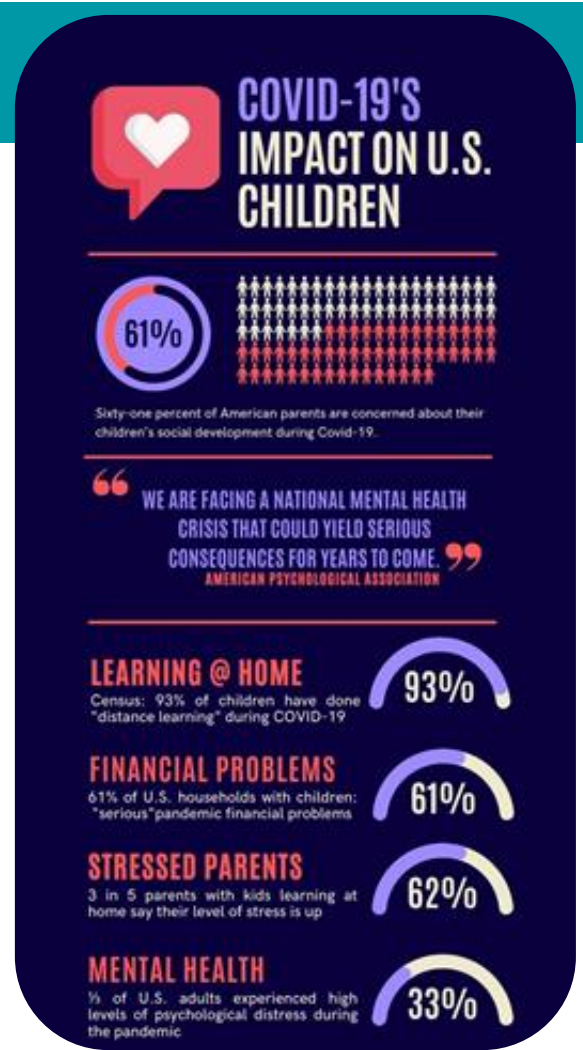 COVID-19'S
IMPACT ON U.S.
CHILDREN
61%
Sixty-one percent of American parents are concerned about their
children's social development during Covid-19.
“
WE ARE FACING A NATIONAL MENTAL HEALTH
CRISIS THAT COULD YIELD SERIOUS
CONSEQUENCES FOR YEARS TO COME. ”
AMERICAN PSYCHOLOGICAL ASSOCIATION
LEARNING @ HOME
Census: 93% of children have done
"distance learning" during COVID-19
93%
FINANCIAL PROBLEMS
61% of U.S. households with children:
"serious"pandemic financial problems
61%
STRESSED PARENTS
3 in 5 parents with kids learning at
home say their level of stress is up
62%
MENTAL HEALTH
⅓ of U.S. adults experienced high
levels of psychological distress during
the pandemic
33%